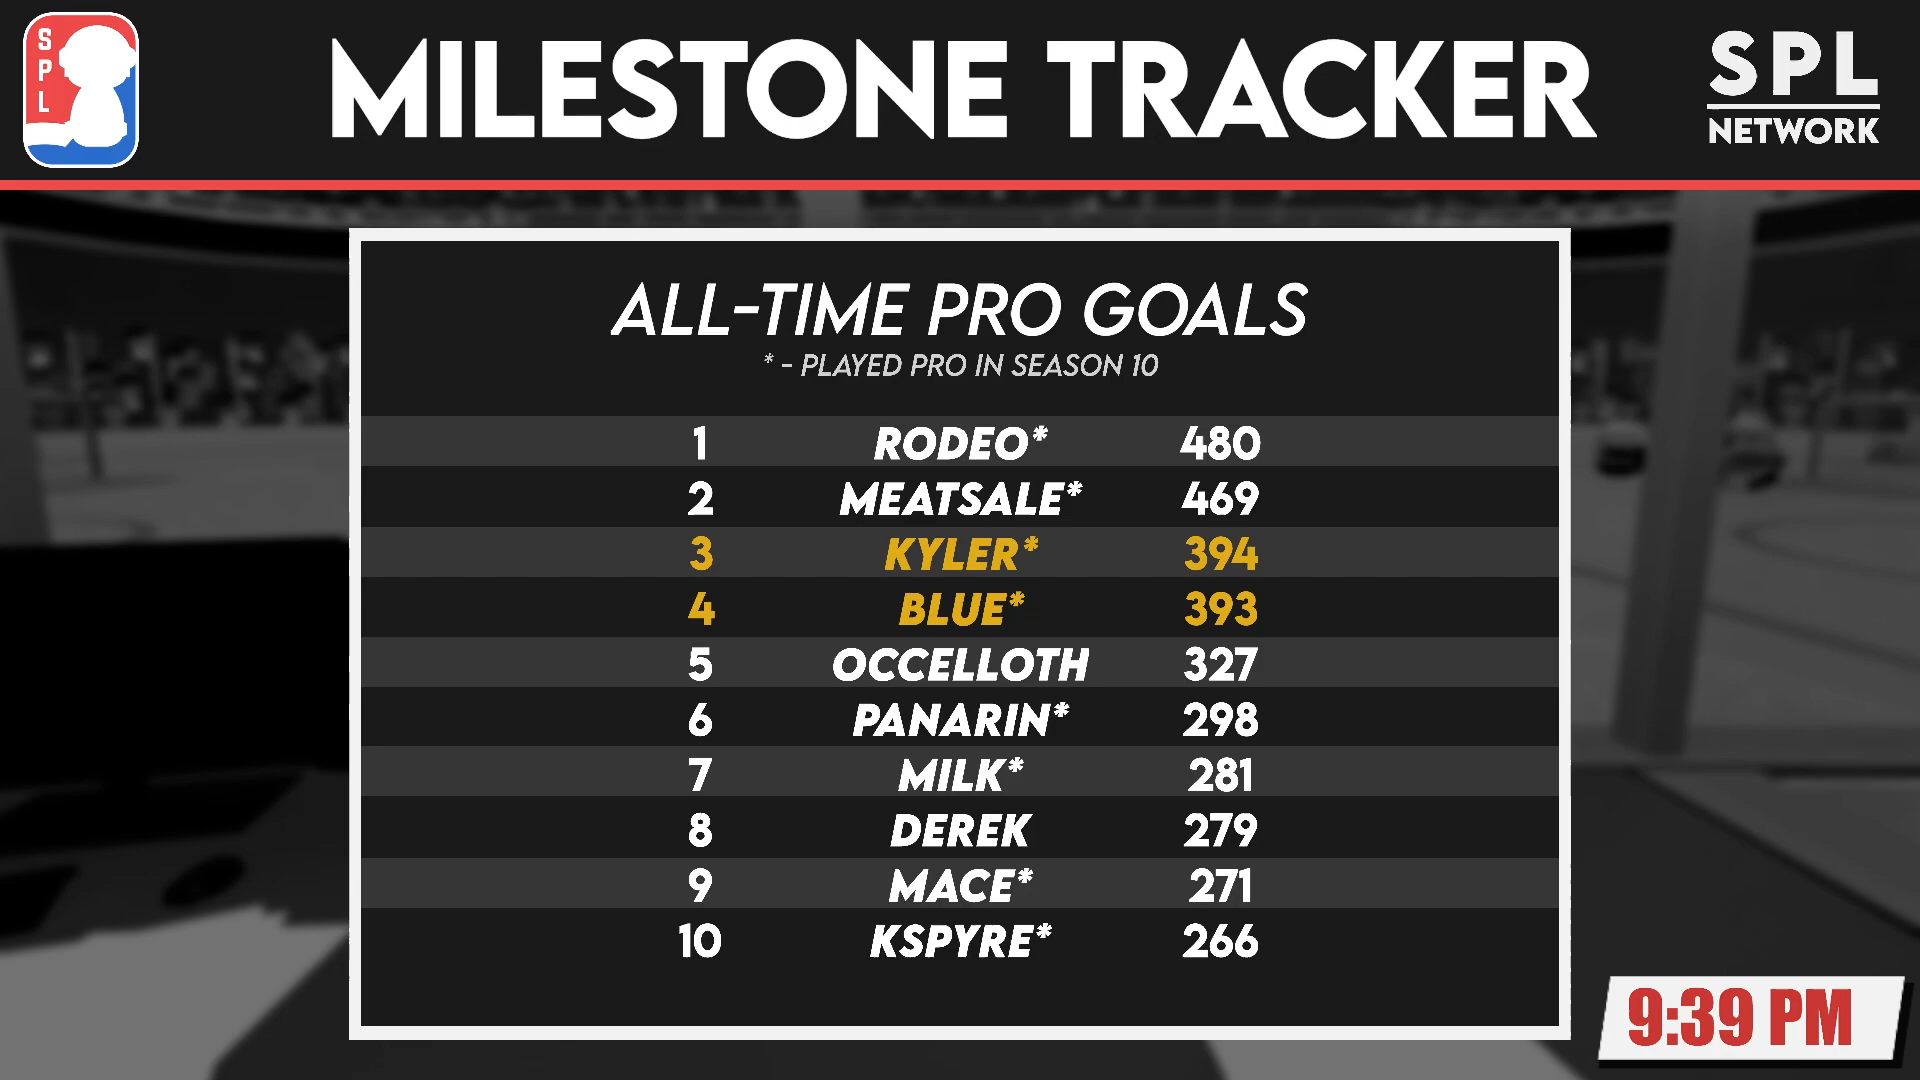 SPL
MILESTONE TRACKER
SPL
NETWORK
ALL-TIME PRO GOALS
* - PLAYED PRO IN SEASON 10
1 RODEO* 480
2 MEATSALE* 469
3 KYLER* 394
4 BLUE* 393
5 OCCELLOTH 327
6 PANARIN* 298
7 MILK* 281
8 DEREK 279
9 MACE* 271
10 KSPYRE* 266
9:39 PM